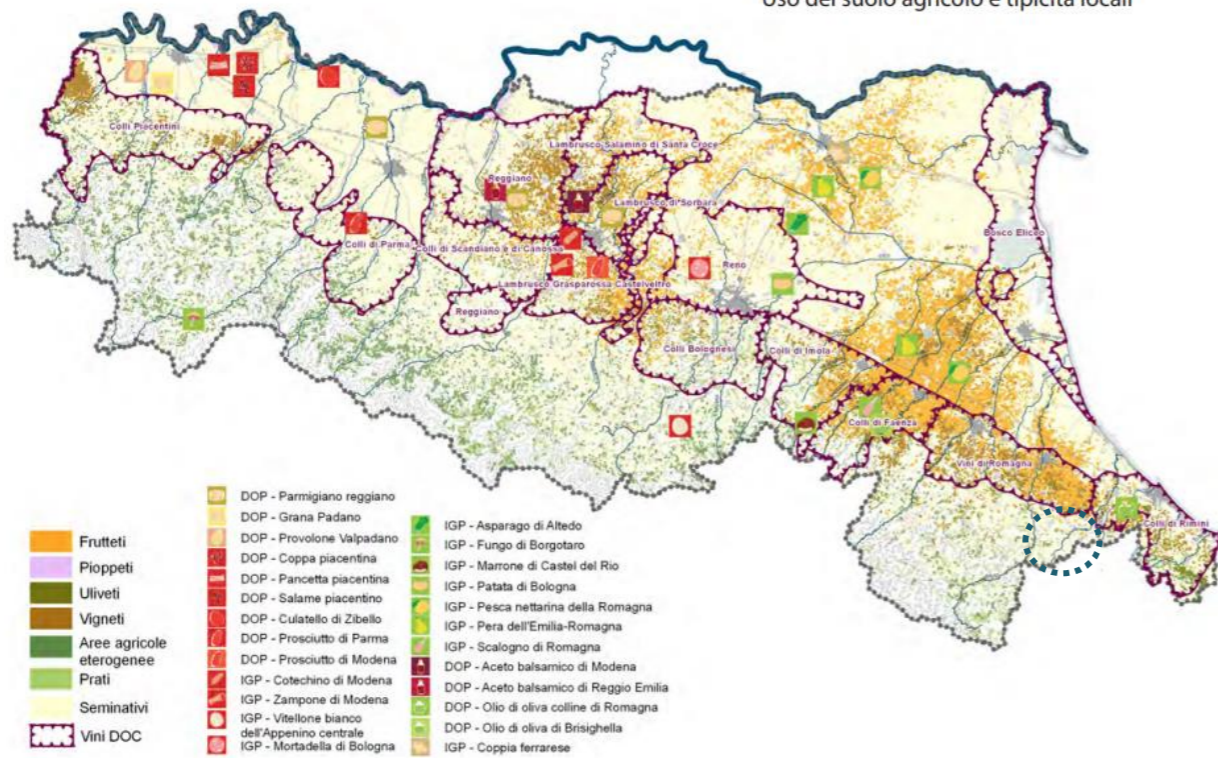 Uso del suolo agricolo e tipicità locali
Colli Piacentini
Lambrusco Salamino di Santa Croce
Reggiano
Lambrusco di Sorbara
Colli di Parma
Colli di Scandiano e di Canossa
Bosco Eliceo
Reno
Lambrusco Grasparossa Castelvetro
Reggiano
Colli Bolognesi
Colli di Imola
Colli di Faenza
Vini di Romagna
Colli di Rimini
Frutteti
Pioppeti
Uliveti
Vigneti
Aree agricole
eterogenee
Prati
Seminativi
Vini DOC
DOP - Parmigiano reggiano
DOP - Grana Padano
DOP - Provolone Valpadano
DOP - Coppa piacentina
DOP - Pancetta piacentina
DOP - Salame piacentino
DOP - Culatello di Zibello
DOP - Prosciutto di Parma
DOP - Prosciutto di Modena
IGP - Cotechino di Modena
IGP - Zampone di Modena
IGP - Vitellone bianco
dell'Appenino centrale
IGP - Mortadella di Bologna
IGP - Asparago di Altedo
IGP - Fungo di Borgotaro
IGP - Marrone di Castel del Rio
IGP - Patata di Bologna
IGP - Pesca nettarina della Romagna
IGP - Pera dell'Emilia-Romagna
IGP - Scalogno di Romagna
DOP - Aceto balsamico di Modena
DOP - Aceto balsamico di Reggio Emilia
DOP - Olio di oliva colline di Romagna
DOP - Olio di oliva di Brisighella
IGP - Coppia ferrarese